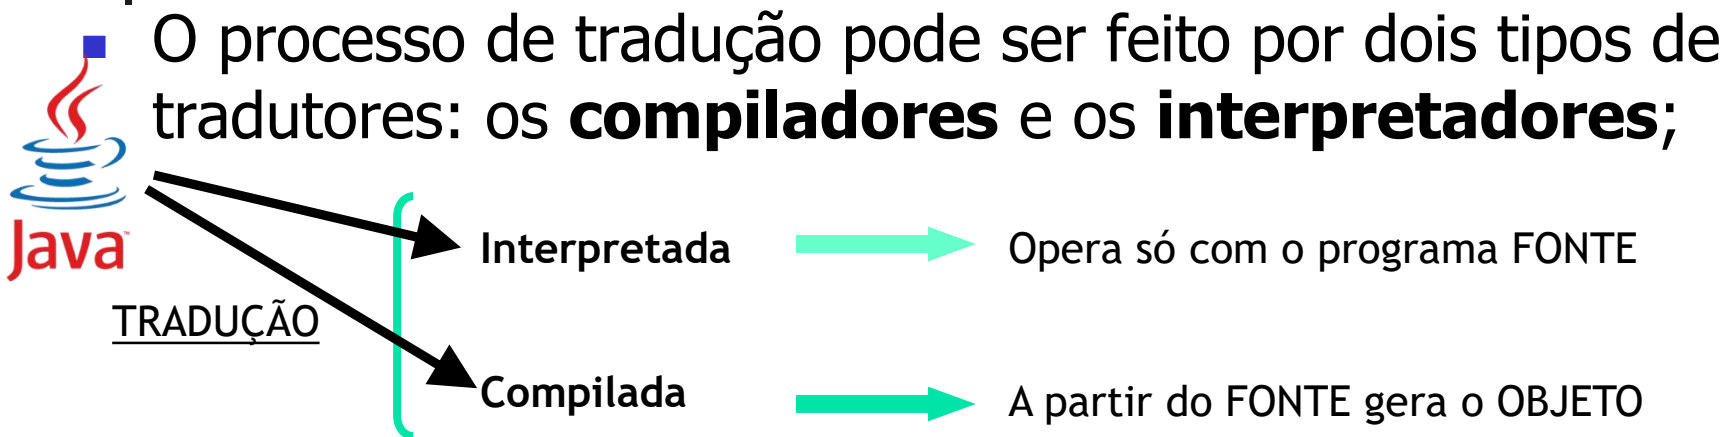 O processo de tradução pode ser feito por dois tipos de
tradutores: os compiladores e os interpretadores;
Java™
Interpretada
Opera só com o programa FONTE
TRADUÇÃO
Compilada
A partir do FONTE gera o OBJETO